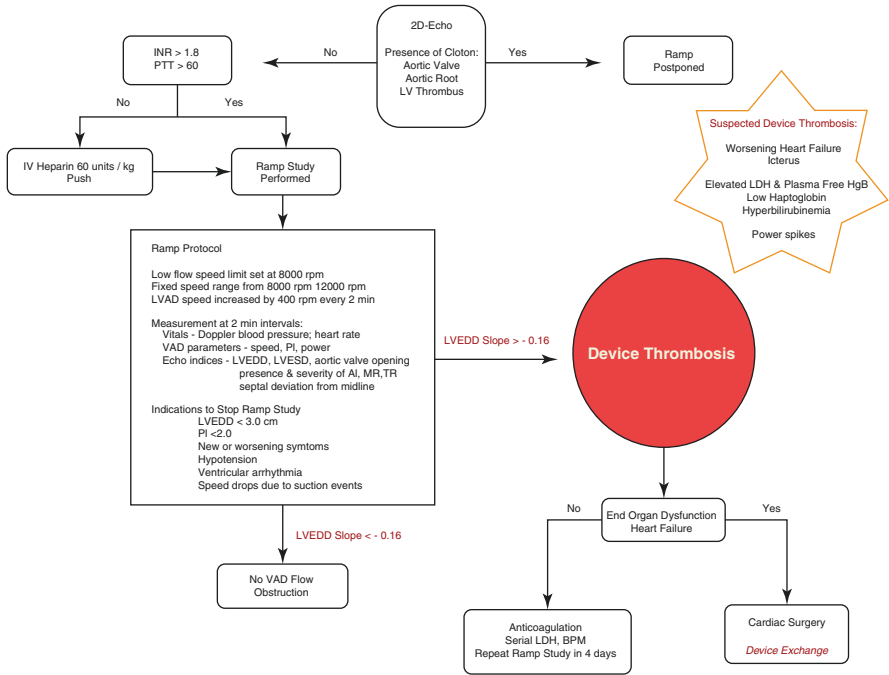 2D-Echo
Presence of Cloton:
Aortic Valve
Aortic Root
LV Thrombus
No
Yes
INR > 1.8
PTT > 60
Ramp
Postponed
No
Yes
IV Heparin 60 units / kg
Push
Ramp Study
Performed
Suspected Device Thrombosis:
Worsening Heart Failure
Icterus
Elevated LDH & Plasma Free HgB
Low Haptoglobin
Hyperbilirubinemia
Power spikes
Ramp Protocol
Low flow speed limit set at 8000 rpm
Fixed speed range from 8000 rpm 12000 rpm
LVAD speed increased by 400 rpm every 2 min
Measurement at 2 min intervals:
Vitals - Doppler blood pressure; heart rate
VAD parameters - speed, PI, power
Echo indices - LVEDD, LVESD, aortic valve opening
presence & severity of AI, MR,TR
septal deviation from midline
Indications to Stop Ramp Study
LVEDD < 3.0 cm
PI <2.0
New or worsening symtoms
Hypotension
Ventricular arrhythmia
Speed drops due to suction events
LVEDD Slope > - 0.16
Device Thrombosis
LVEDD Slope < - 0.16
No VAD Flow
Obstruction
End Organ Dysfunction
Heart Failure
No
Yes
Anticoagulation
Serial LDH, BPM
Repeat Ramp Study in 4 days
Cardiac Surgery
Device Exchange